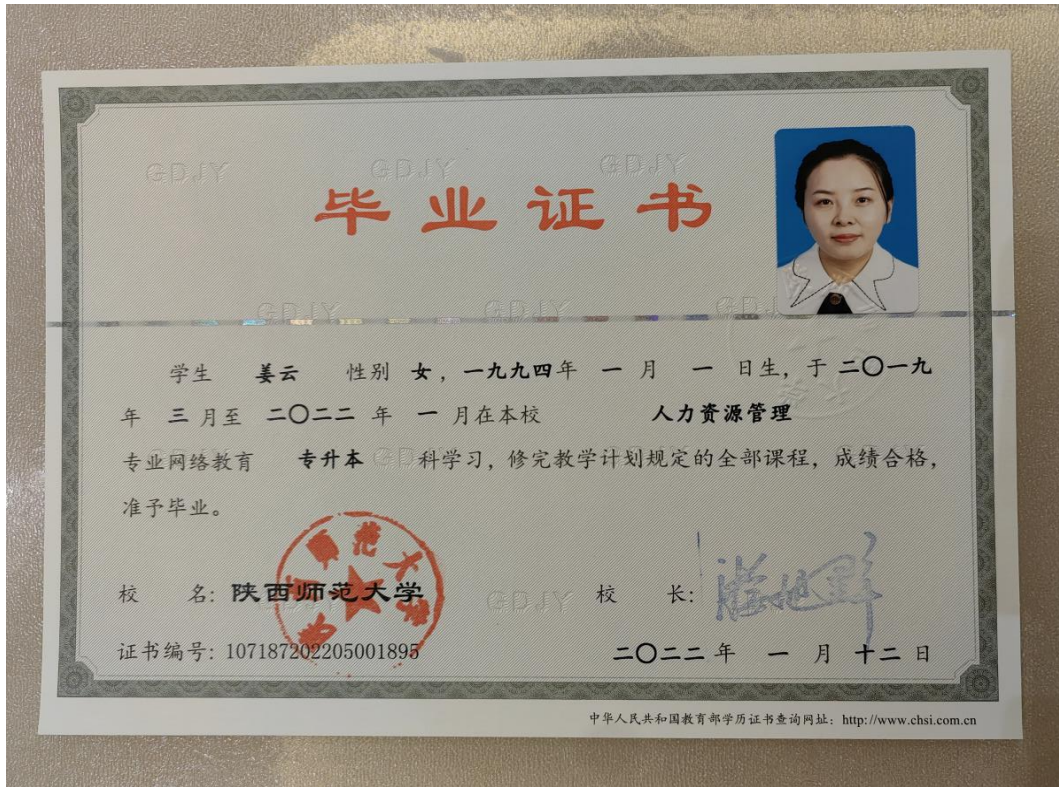 GDJY GDJY GDJY
毕业证书
GDJY GDJY GDJ
学生 姜云 性别 女，一九九四年 一 月 一 日生，于 二〇一九
年 三 月至 二〇二二 年 一 月在本校 人力资源管理
专业网络教育 专升本 科学习，修完教学计划规定的全部课程，成绩合格，
准予毕业。
陕西师范大学
校 名：陕西师范大学 GDJY 校 长：
证书编号：107187202205001895 二〇二二 年 一 月 十二 日
中华人民共和国教育部学历证书查询网址：http://www.chsi.com.cn